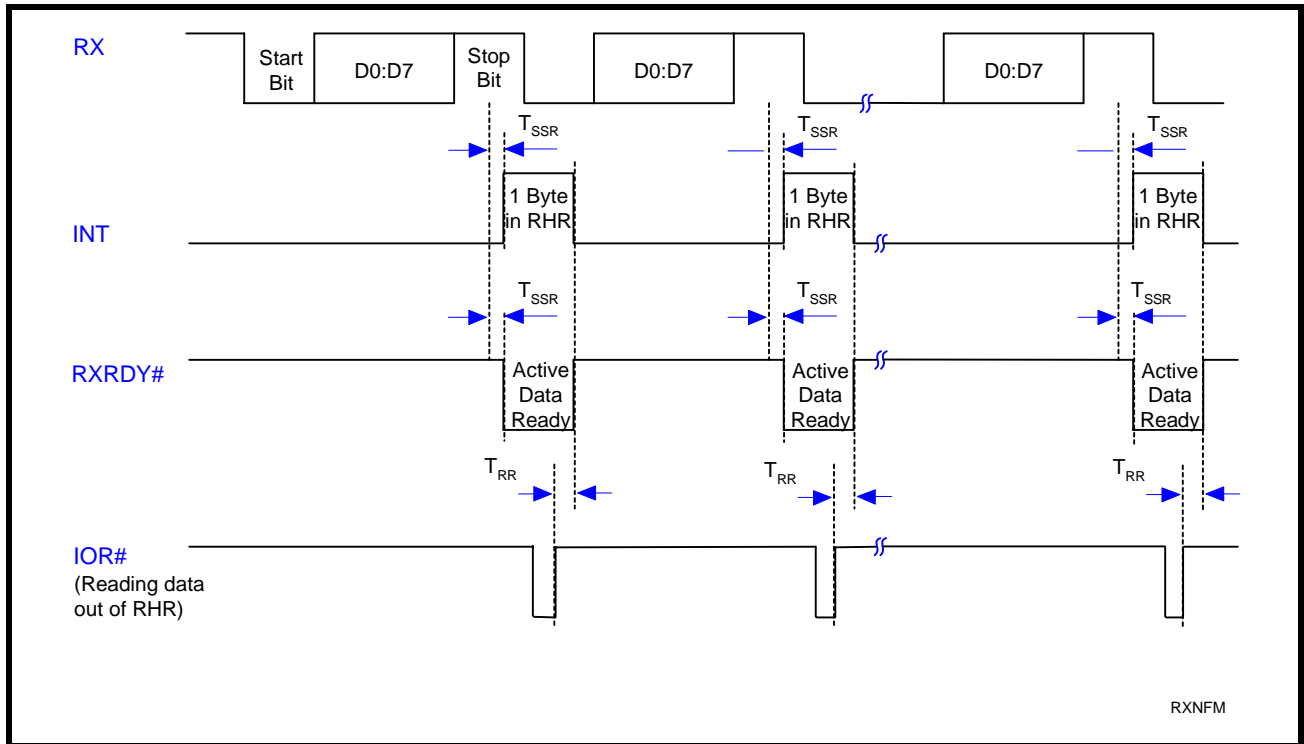 RX
Start
Bit
D0:D7
Stop
Bit
D0:D7
D0:D7
TSSR
TSSR
TSSR
INT
1 Byte
in RHR
1 Byte
in RHR
1 Byte
in RHR
TSSR
TSSR
TSSR
RXRDY#
Active
Data
Ready
Active
Data
Ready
Active
Data
Ready
TRR
TRR
TRR
IOR#
(Reading data
out of RHR)
RXNFM